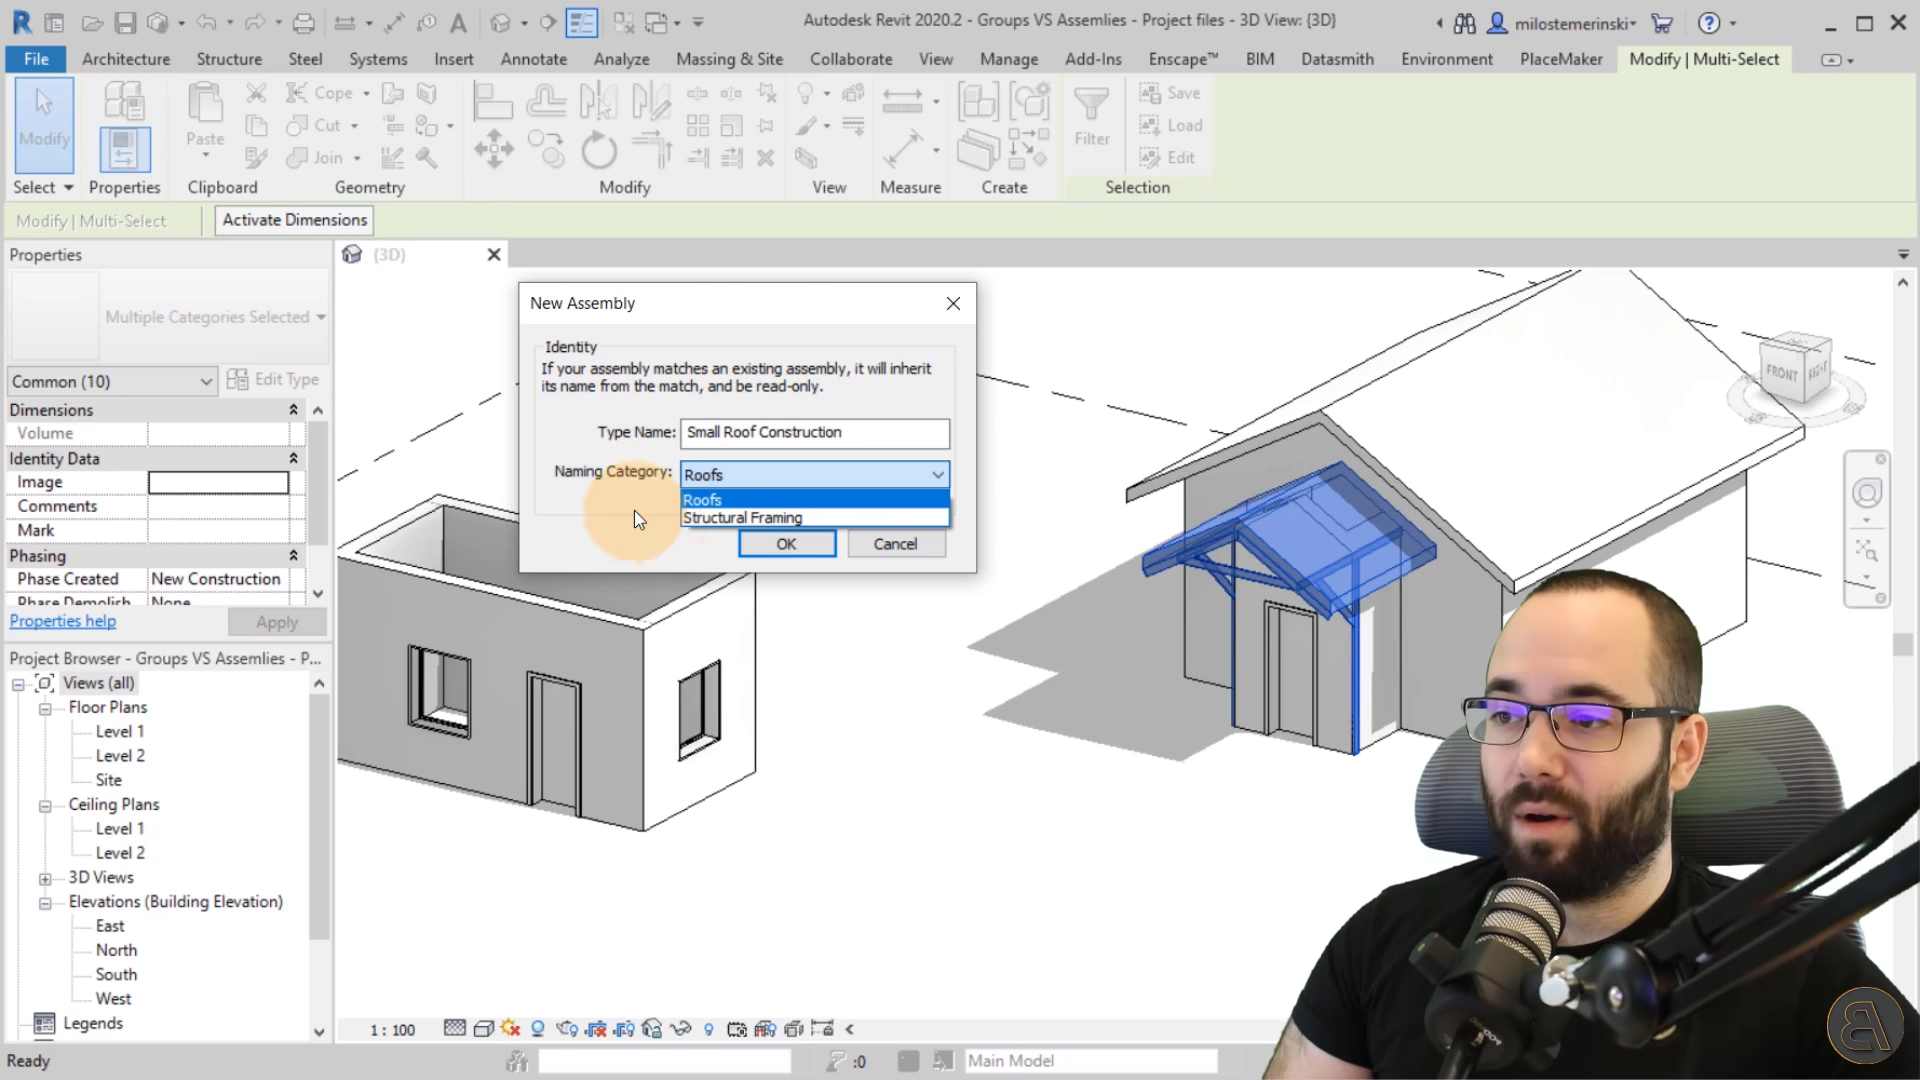 Autodesk Revit 2020.2 - Groups VS Assemlies - Project files - 3D View: {3D}
milostemerinski
File Architecture Structure Steel Systems Insert Annotate Analyze Massing & Site Collaborate View Manage Add-Ins Enscape™ BIM Datasmith Environment PlaceMaker Modify | Multi-Select
Modify
Paste
Cope
Cut
Join
Filter
Save
Load
Edit
Select Properties Clipboard Geometry Modify View Measure Create Selection
Modify | Multi-Select Activate Dimensions
Properties
{3D}
Multiple Categories Selected
Common (10) Edit Type
Dimensions
Volume
Identity Data
Image
Comments
Mark
Phasing
Phase Created New Construction
Phase Demolish None
Properties help Apply
Project Browser - Groups VS Assemlies - P...
Views (all)
Floor Plans
Level 1
Level 2
Site
Ceiling Plans
Level 1
Level 2
3D Views
Elevations (Building Elevation)
East
North
South
West
Legends
New Assembly
Identity
If your assembly matches an existing assembly, it will inherit
its name from the match, and be read-only.
Type Name: Small Roof Construction
Naming Category: Roofs
Roofs
Structural Framing
OK Cancel
FRONT RIGHT
1 : 100
Ready
:0
Main Model